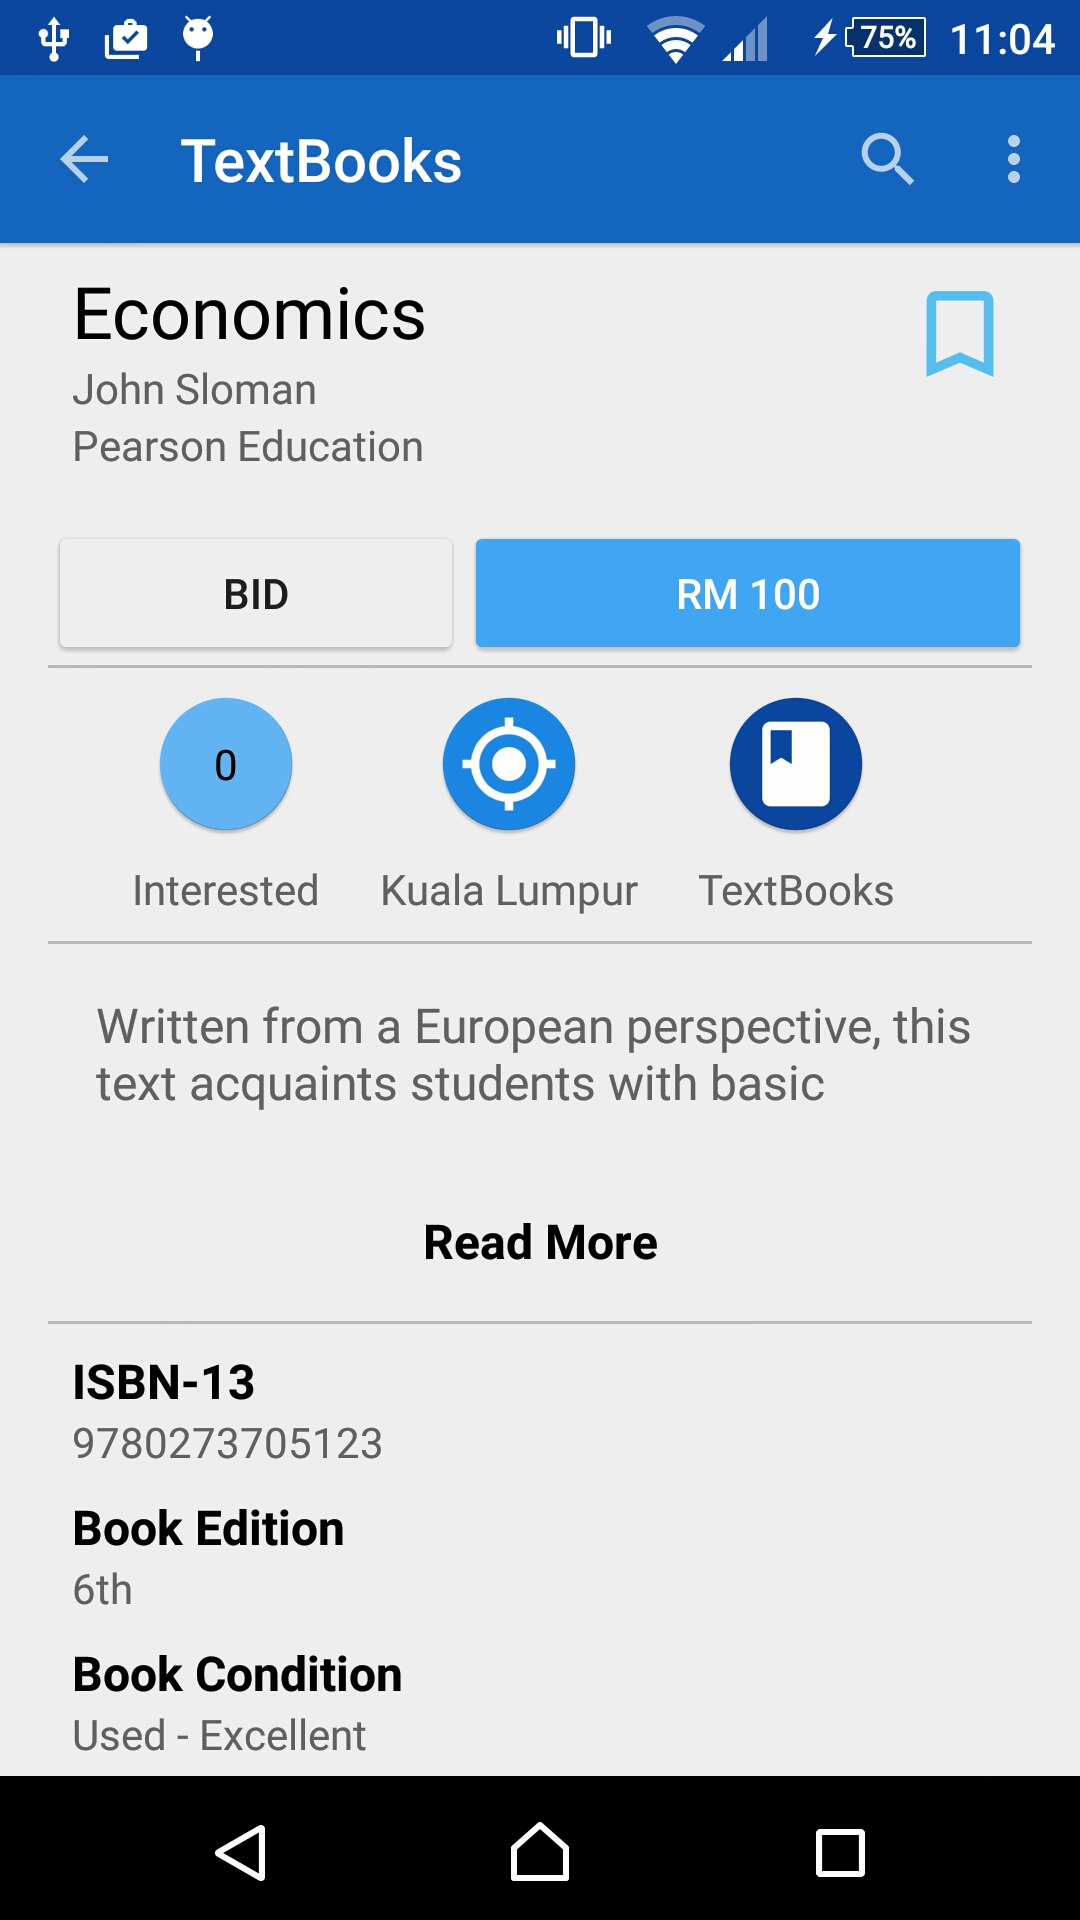 75% 11:04
TextBooks
Economics
John Sloman
Pearson Education
BID RM 100
0
Interested Kuala Lumpur TextBooks
Written from a European perspective, this
text acquaints students with basic
Read More
ISBN-13
9780273705123
Book Edition
6th
Book Condition
Used - Excellent